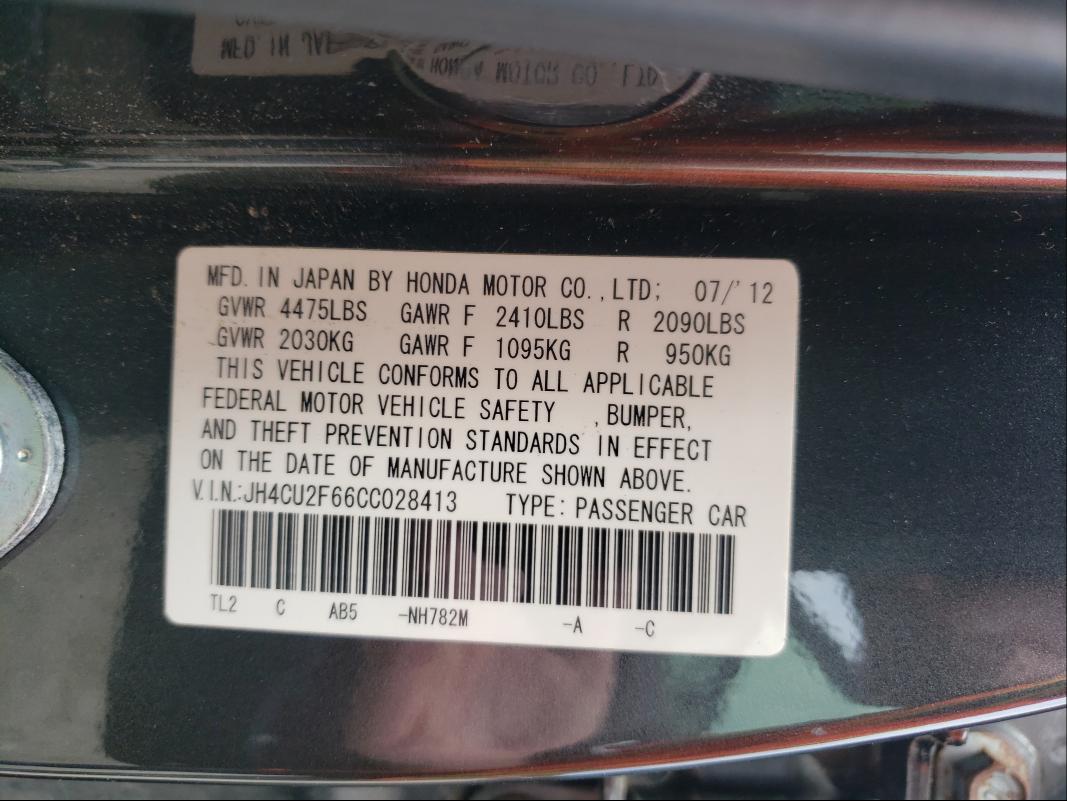 MFD. IN JAPAN BY HONDA MOTOR CO.,LTD; 07/'12
GVWR 4475LBS GAWR F 2410LBS R 2090LBS
GVWR 2030KG GAWR F 1095KG R 950KG
THIS VEHICLE CONFORMS TO ALL APPLICABLE
FEDERAL MOTOR VEHICLE SAFETY ,BUMPER,
AND THEFT PREVENTION STANDARDS IN EFFECT
ON THE DATE OF MANUFACTURE SHOWN ABOVE.
V.I.N.:JH4CU2F66CC028413 TYPE: PASSENGER CAR
TL2 C AB5 -NH782M -A -C